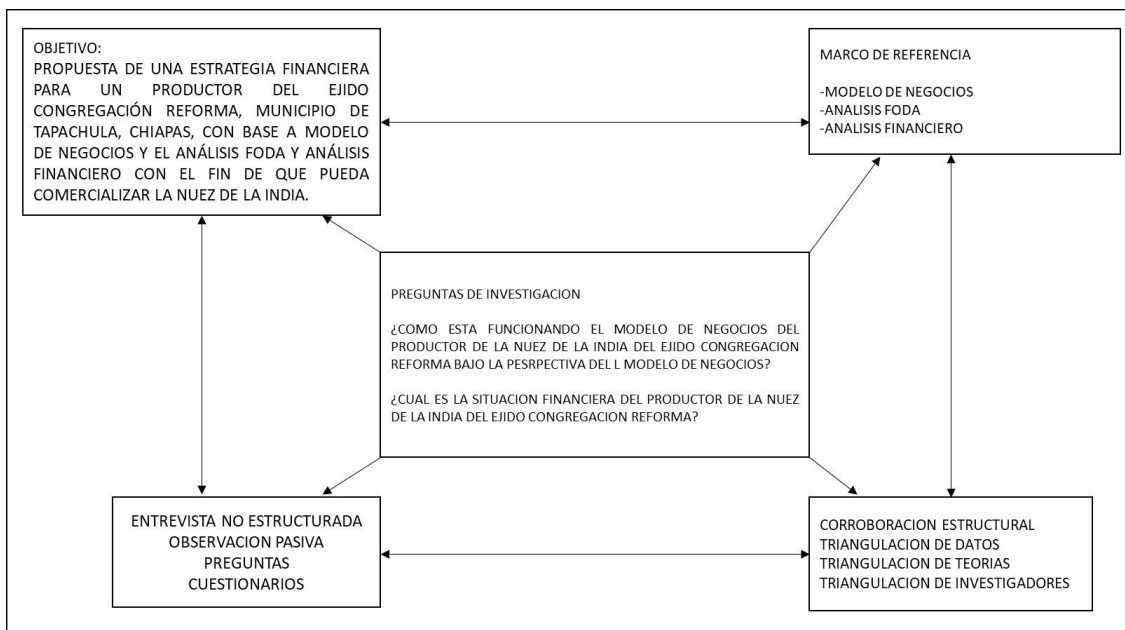 OBJETIVO:
PROPUESTA DE UNA ESTRATEGIA FINANCIERA
PARA UN PRODUCTOR DEL EJIDO
CONGREGACIÓN REFORMA, MUNICIPIO DE
TAPACHULA, CHIAPAS, CON BASE A MODELO
DE NEGOCIOS Y EL ANÁLISIS FODA Y ANÁLISIS
FINANCIERO CON EL FIN DE QUE PUEDA
COMERCIALIZAR LA NUEZ DE LA INDIA.
MARCO DE REFERENCIA
-MODELO DE NEGOCIOS
-ANALISIS FODA
-ANALISIS FINANCIERO
PREGUNTAS DE INVESTIGACION
¿COMO ESTA FUNCIONANDO EL MODELO DE NEGOCIOS DEL
PRODUCTOR DE LA NUEZ DE LA INDIA DEL EJIDO CONGREGACION
REFORMA BAJO LA PESRPECTIVA DEL L MODELO DE NEGOCIOS?
¿CUAL ES LA SITUACION FINANCIERA DEL PRODUCTOR DE LA NUEZ
DE LA INDIA DEL EJIDO CONGREGACION REFORMA?
ENTREVISTA NO ESTRUCTURADA
OBSERVACION PASIVA
PREGUNTAS
CUESTIONARIOS
CORROBORACION ESTRUCTURAL
TRIANGULACION DE DATOS
TRIANGULACION DE TEORIAS
TRIANGULACION DE INVESTIGADORES